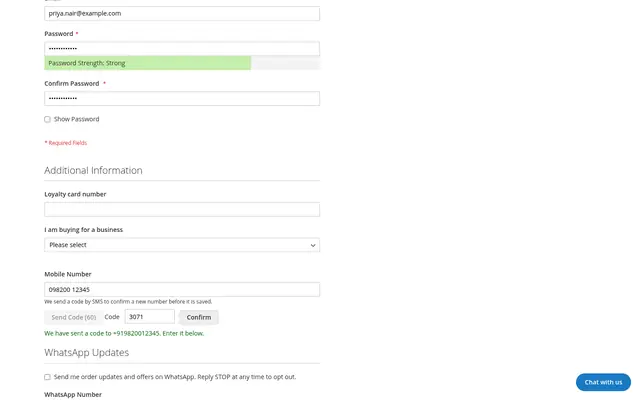 priya.nair@example.com
Password *
••••••••••••
Password Strength: Strong
Confirm Password *
••••••••••••
Show Password
* Required Fields
Additional Information
Loyalty card number
I am buying for a business
Please select
Mobile Number
098200 12345
We send a code by SMS to confirm a new number before it is saved.
Send Code (60) Code 3071 Confirm
We have sent a code to +919820012345. Enter it below.
WhatsApp Updates
Send me order updates and offers on WhatsApp. Reply STOP at any time to opt out.
Chat with us
WhatsApp Number